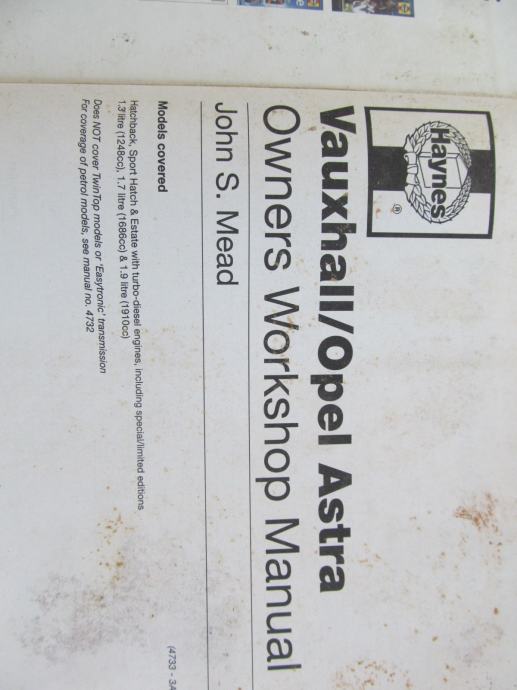 Haynes
®
Vauxhall/Opel Astra
Owners Workshop Manual
John S. Mead
Models covered
Hatchback, Sport Hatch & Estate with turbo-diesel engines, including special/limited editions
1.3 litre (1248cc), 1.7 litre (1686cc) & 1.9 litre (1910cc)
Does NOT cover TwinTop models or 'Easytronic' transmission
For coverage of petrol models, see manual no. 4732
(4733 - 3A